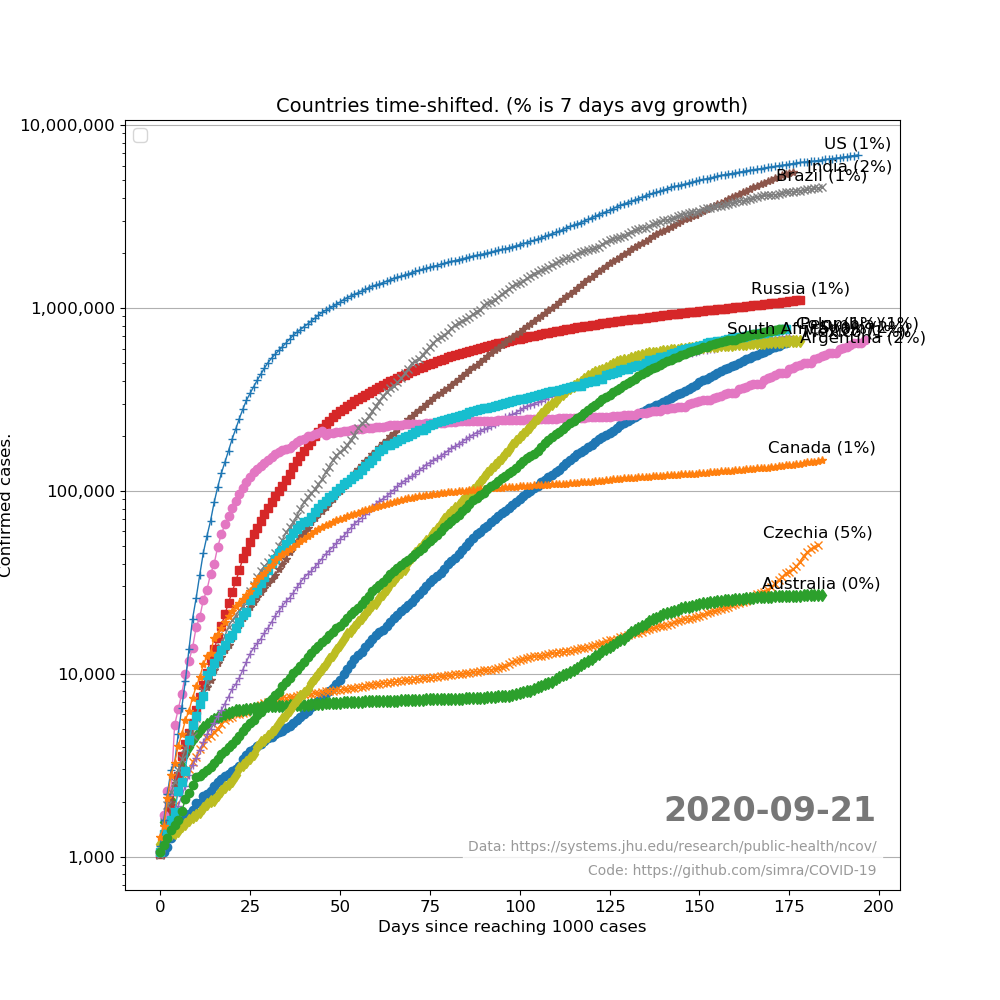 Countries time-shifted. (% is 7 days avg growth)
10,000,000
1,000,000
100,000
10,000
1,000
Confirmed cases.
US (1%)
India (2%)
Brazil (1%)
Russia (1%)
South
Argentina (2%)
Canada (1%)
Czechia (5%)
Australia (0%)
2020-09-21
Data: https://systems.jhu.edu/research/public-health/ncov/
Code: https://github.com/simra/COVID-19
0 25 50 75 100 125 150 175 200
Days since reaching 1000 cases